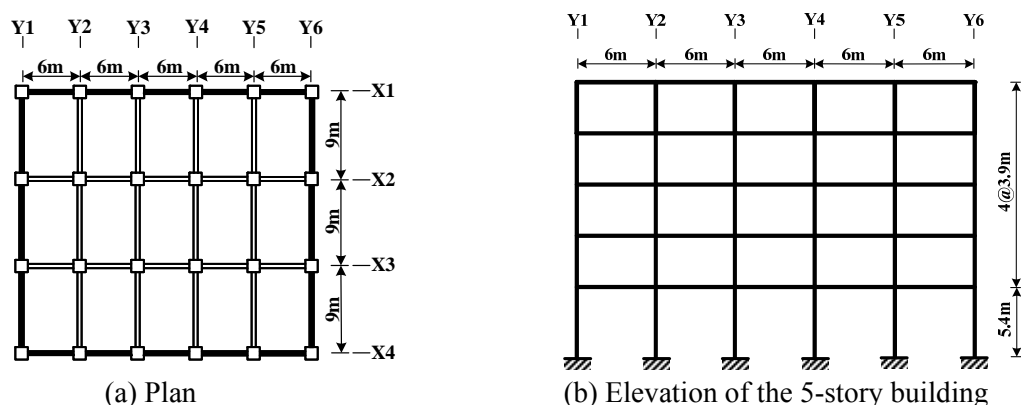 Y1 Y2 Y3 Y4 Y5 Y6
6m 6m 6m 6m 6m
X1
9m
X2
9m
X3
9m
X4
(a) Plan
Y1 Y2 Y3 Y4 Y5 Y6
6m 6m 6m 6m 6m
4@3.9m
5.4m
(b) Elevation of the 5-story building